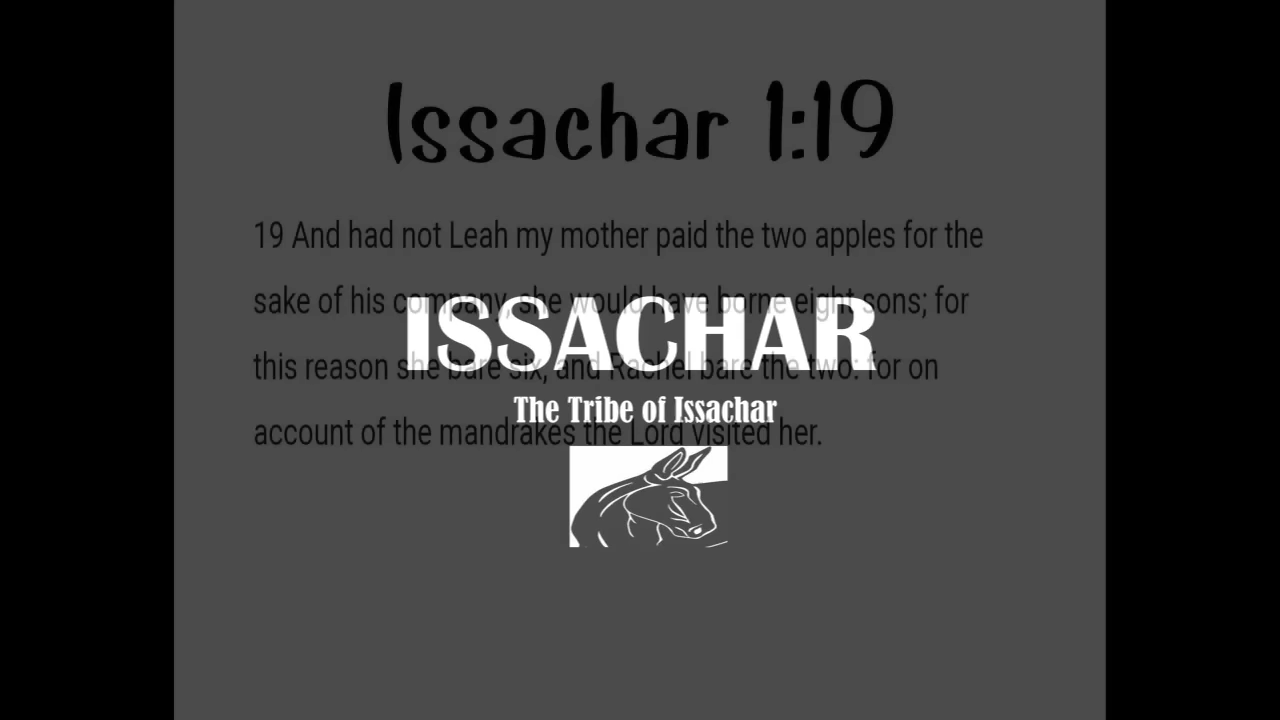 Issachar 1:19
19 And had not Leah my mother paid the two apples for the
sake of his company, she would have borne eight sons; for
ISSACHAR
this reason she bare six, and Rachel bare the two: for on
The Tribe of Issachar
account of the mandrakes the Lord visited her.